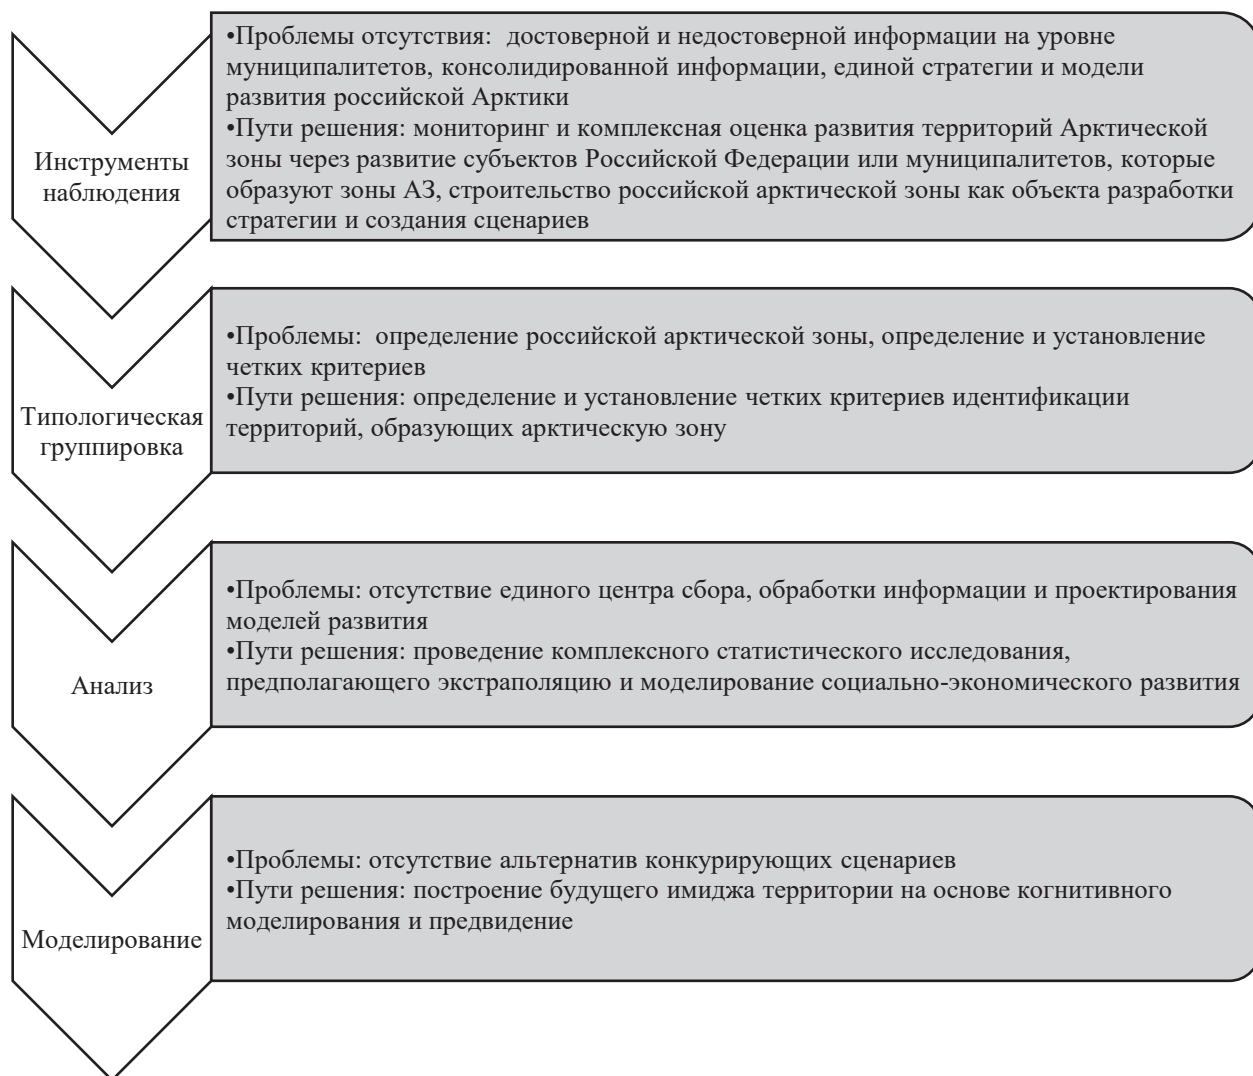 Инструменты
наблюдения
•Проблемы отсутствия: достоверной и недостоверной информации на уровне
муниципалитетов, консолидированной информации, единой стратегии и модели
развития российской Арктики
•Пути решения: мониторинг и комплексная оценка развития территорий Арктической
зоны через развитие субъектов Российской Федерации или муниципалитетов, которые
образуют зоны АЗ, строительство российской арктической зоны как объекта разработки
стратегии и создания сценариев
Типологическая
группировка
•Проблемы: определение российской арктической зоны, определение и установление
четких критериев
•Пути решения: определение и установление четких критериев идентификации
территорий, образующих арктическую зону
Анализ
•Проблемы: отсутствие единого центра сбора, обработки информации и проектирования
моделей развития
•Пути решения: проведение комплексного статистического исследования,
предполагающего экстраполяцию и моделирование социально-экономического развития
Моделирование
•Проблемы: отсутствие альтернатив конкурирующих сценариев
•Пути решения: построение будущего имиджа территории на основе когнитивного
моделирования и предвидение